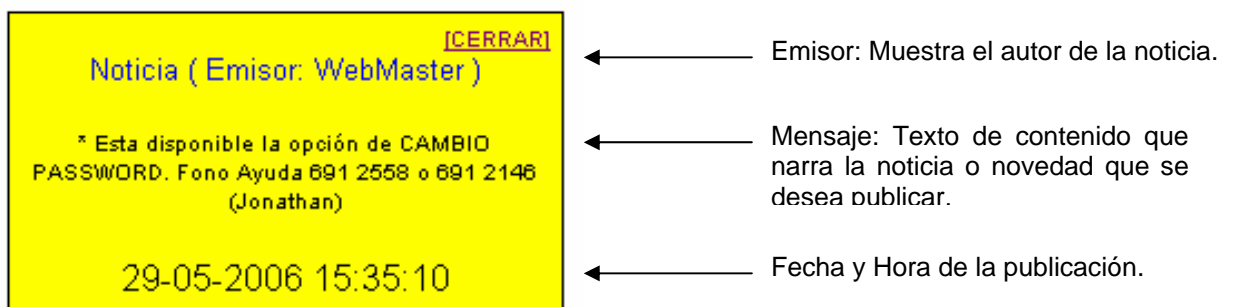 [CERRAR]
Noticia ( Emisor: WebMaster )
* Esta disponible la opción de CAMBIO
PASSWORD. Fono Ayuda 691 2558 o 691 2146
(Jonathan)
29-05-2006 15:35:10
Emisor: Muestra el autor de la noticia.
Mensaje: Texto de contenido que
narra la noticia o novedad que se
desea publicar.
Fecha y Hora de la publicación.